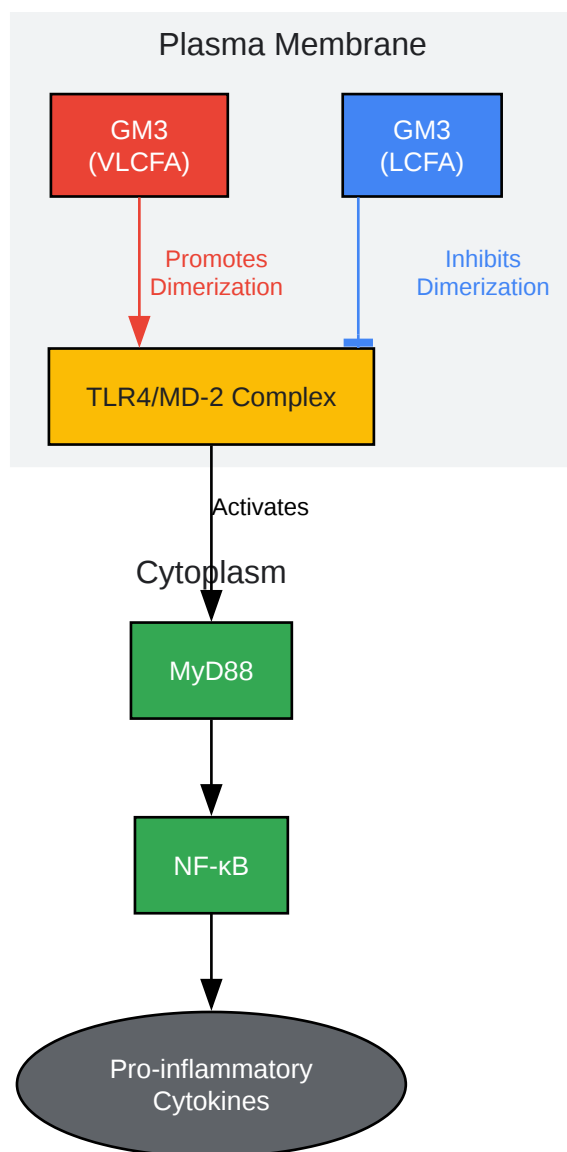 Plasma Membrane
GM3
(VLCFA)
GM3
(LCFA)
Promotes
Dimerization
Inhibits
Dimerization
TLR4/MD-2 Complex
Activates
Cytoplasm
MyD88
NF-κB
Pro-inflammatory
Cytokines